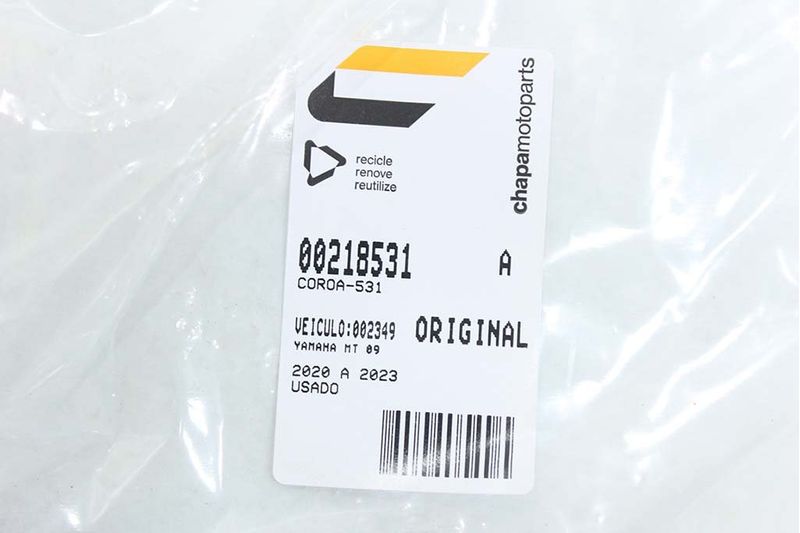 chapamotoparts
recicle
renove
reutilize
00218531 A
COROA-531
VEICULO:002349 ORIGINAL
YAMAHA MT 09
2020 A 2023
USADO